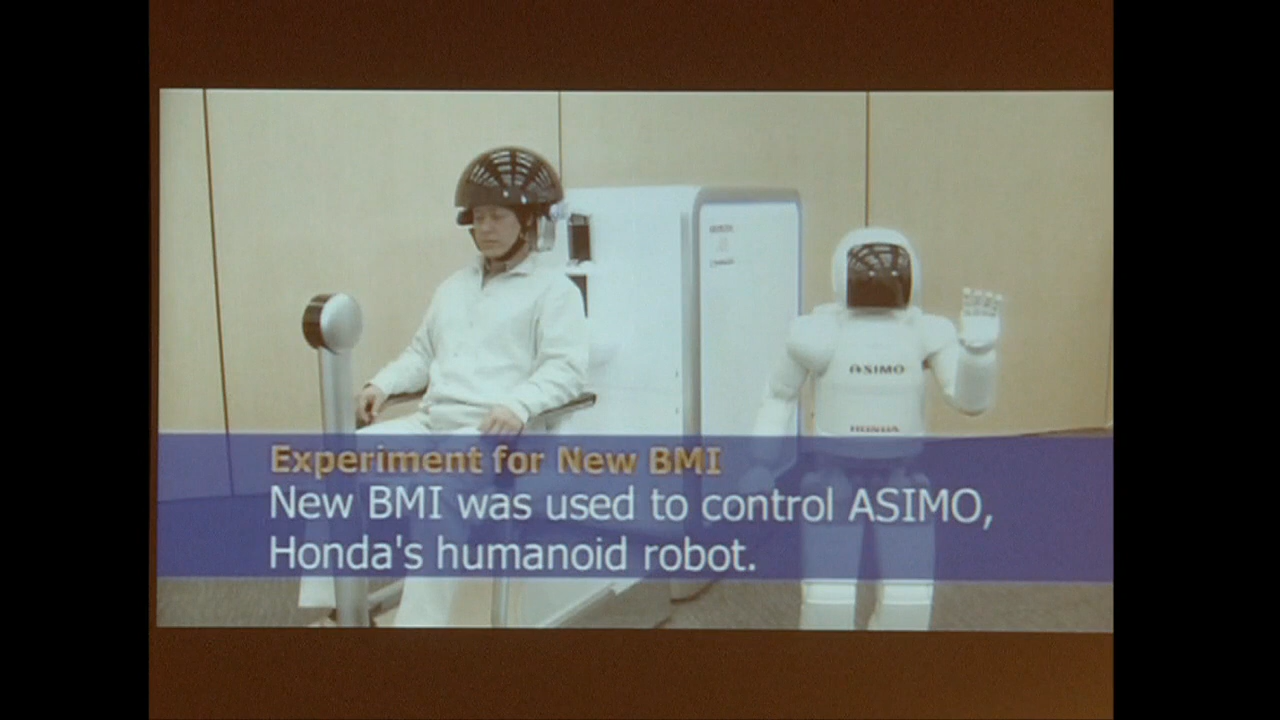 ASIMO
HONDA
Experiment for New BMI
New BMI was used to control ASIMO,
Honda's humanoid robot.